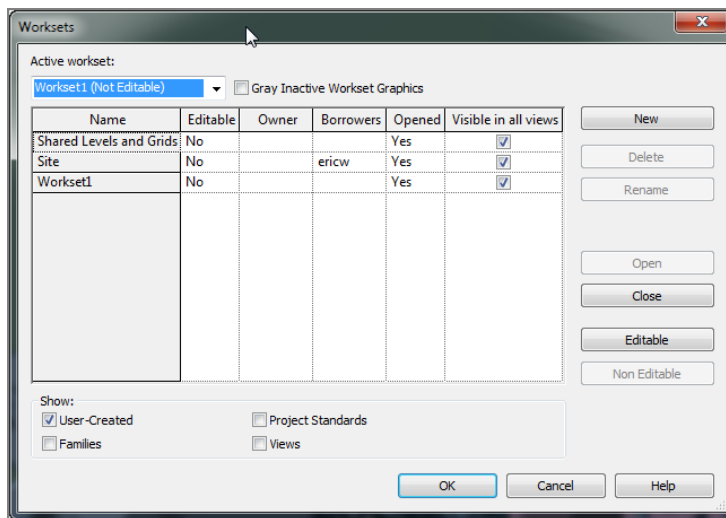 Worksets
Active workset:
Workset1 (Not Editable)
Gray Inactive Workset Graphics
Name Editable Owner Borrowers Opened Visible in all views
Shared Levels and Grids No Yes
Site No ericw Yes
Workset1 No Yes
New
Delete
Rename
Open
Close
Editable
Non Editable
Show:
User-Created Project Standards
Families Views
OK Cancel Help